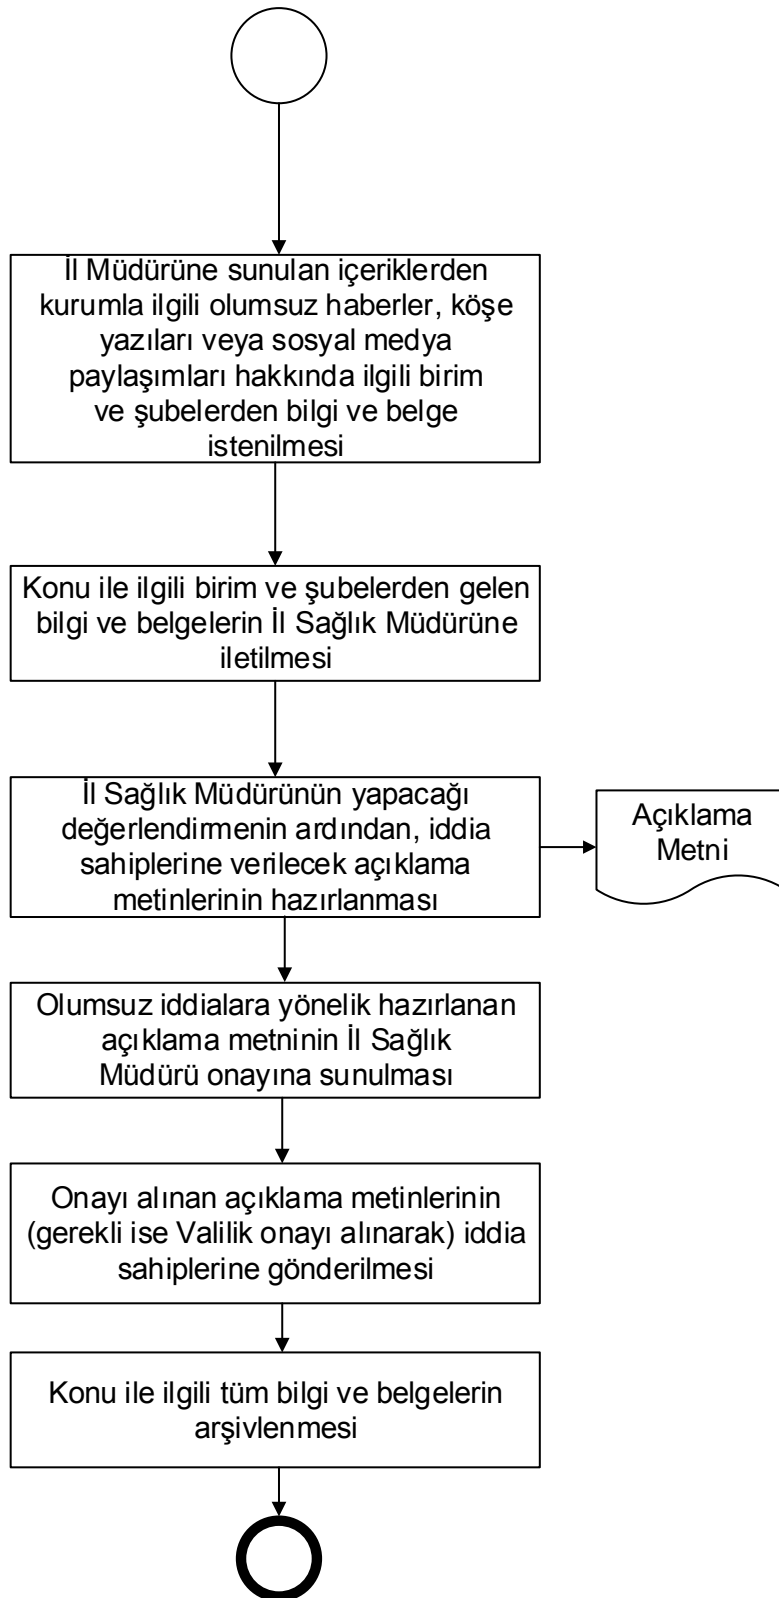 İl Müdürüne sunulan içeriklerden
kurumla ilgili olumsuz haberler, köşe
yazıları veya sosyal medya
paylaşımları hakkında ilgili birim
ve şubelerden bilgi ve belge
istenilmesi
Konu ile ilgili birim ve şubelerden gelen
bilgi ve belgelerin İl Sağlık Müdürüne
iletilmesi
İl Sağlık Müdürünün yapacağı
değerlendirmenin ardından, iddia
sahiplerine verilecek açıklama
metinlerinin hazırlanması
Açıklama
Metni
Olumsuz iddialara yönelik hazırlanan
açıklama metninin İl Sağlık
Müdürü onayına sunulması
Onayı alınan açıklama metinlerinin
(gerekli ise Valilik onayı alınarak) iddia
sahiplerine gönderilmesi
Konu ile ilgili tüm bilgi ve belgelerin
arşivlenmesi